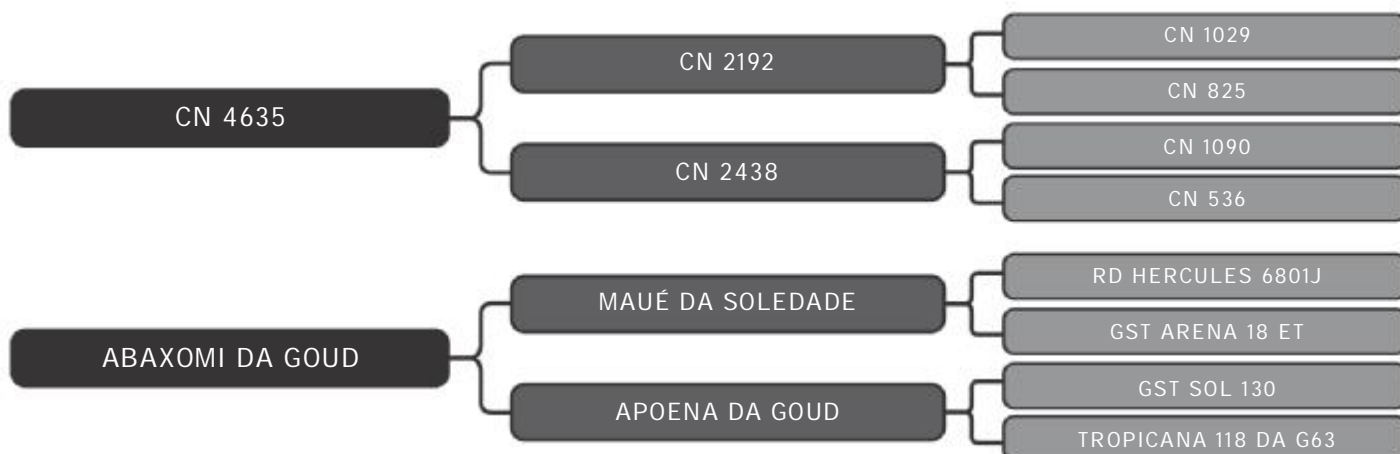 CN 4635
CN 2192
CN 2438
CN 1029
CN 825
CN 1090
CN 536
ABAXOMI DA GOUD
MAUÉ DA SOLEDADE
APOENA DA GOUD
RD HERCULES 6801J
GST ARENA 18 ET
GST SOL 130
TROPICANA 118 DA G63